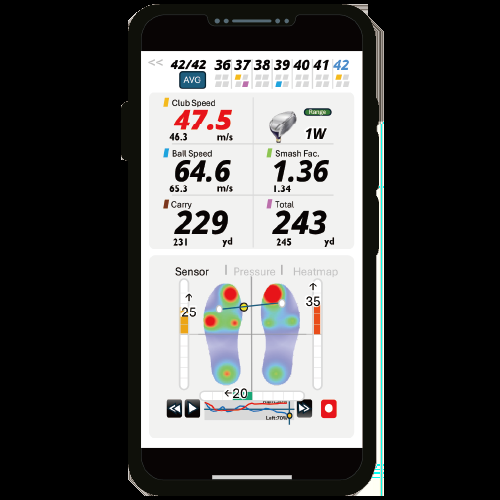 << 42/42 36 37 38 39 40 41 42
AVG
Club Speed
47.5
46.3 m/s
Range
1W
Ball Speed
64.6
65.3 m/s
Smash Fac.
1.36
1.34
Carry
229
231 yd
Total
243
245 yd
Sensor | Pressure | Heatmap
↑
25
↑
35
←20
Left:70%